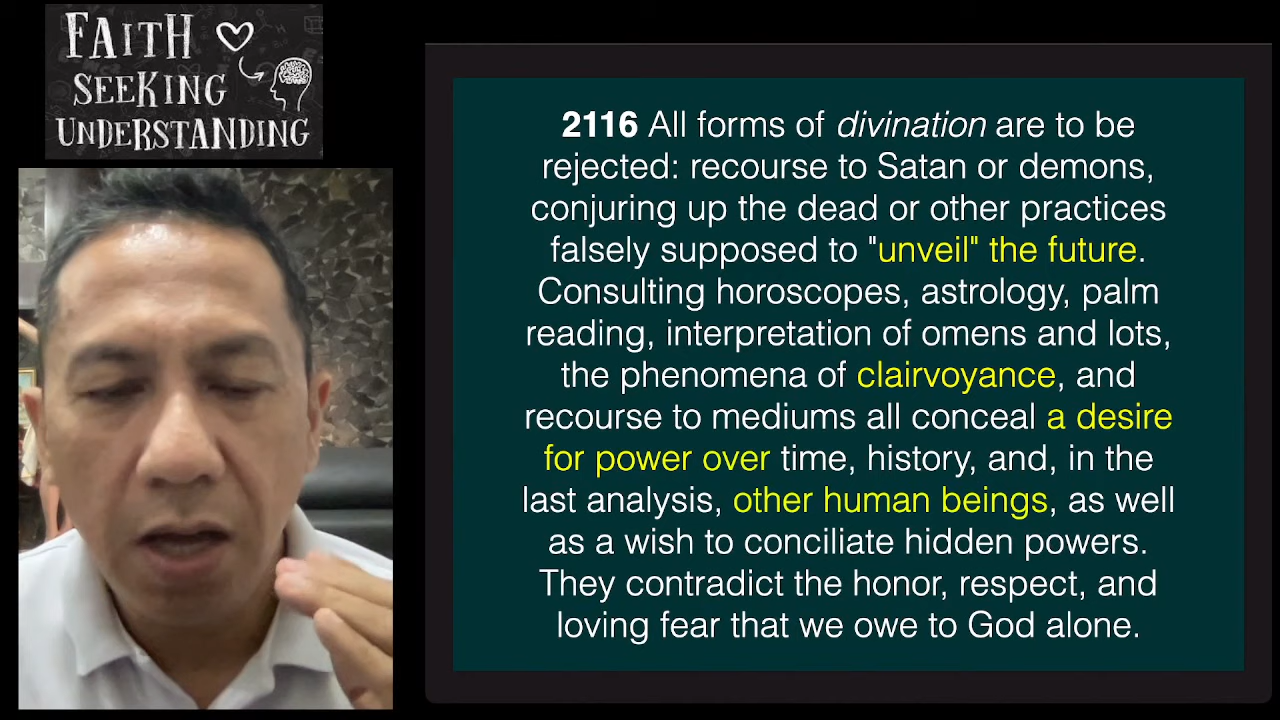 FAITH
SEEKING
UNDERSTANDING
2116 All forms of divination are to be
rejected: recourse to Satan or demons,
conjuring up the dead or other practices
falsely supposed to "unveil" the future.
Consulting horoscopes, astrology, palm
reading, interpretation of omens and lots,
the phenomena of clairvoyance, and
recourse to mediums all conceal a desire
for power over time, history, and, in the
last analysis, other human beings, as well
as a wish to conciliate hidden powers.
They contradict the honor, respect, and
loving fear that we owe to God alone.